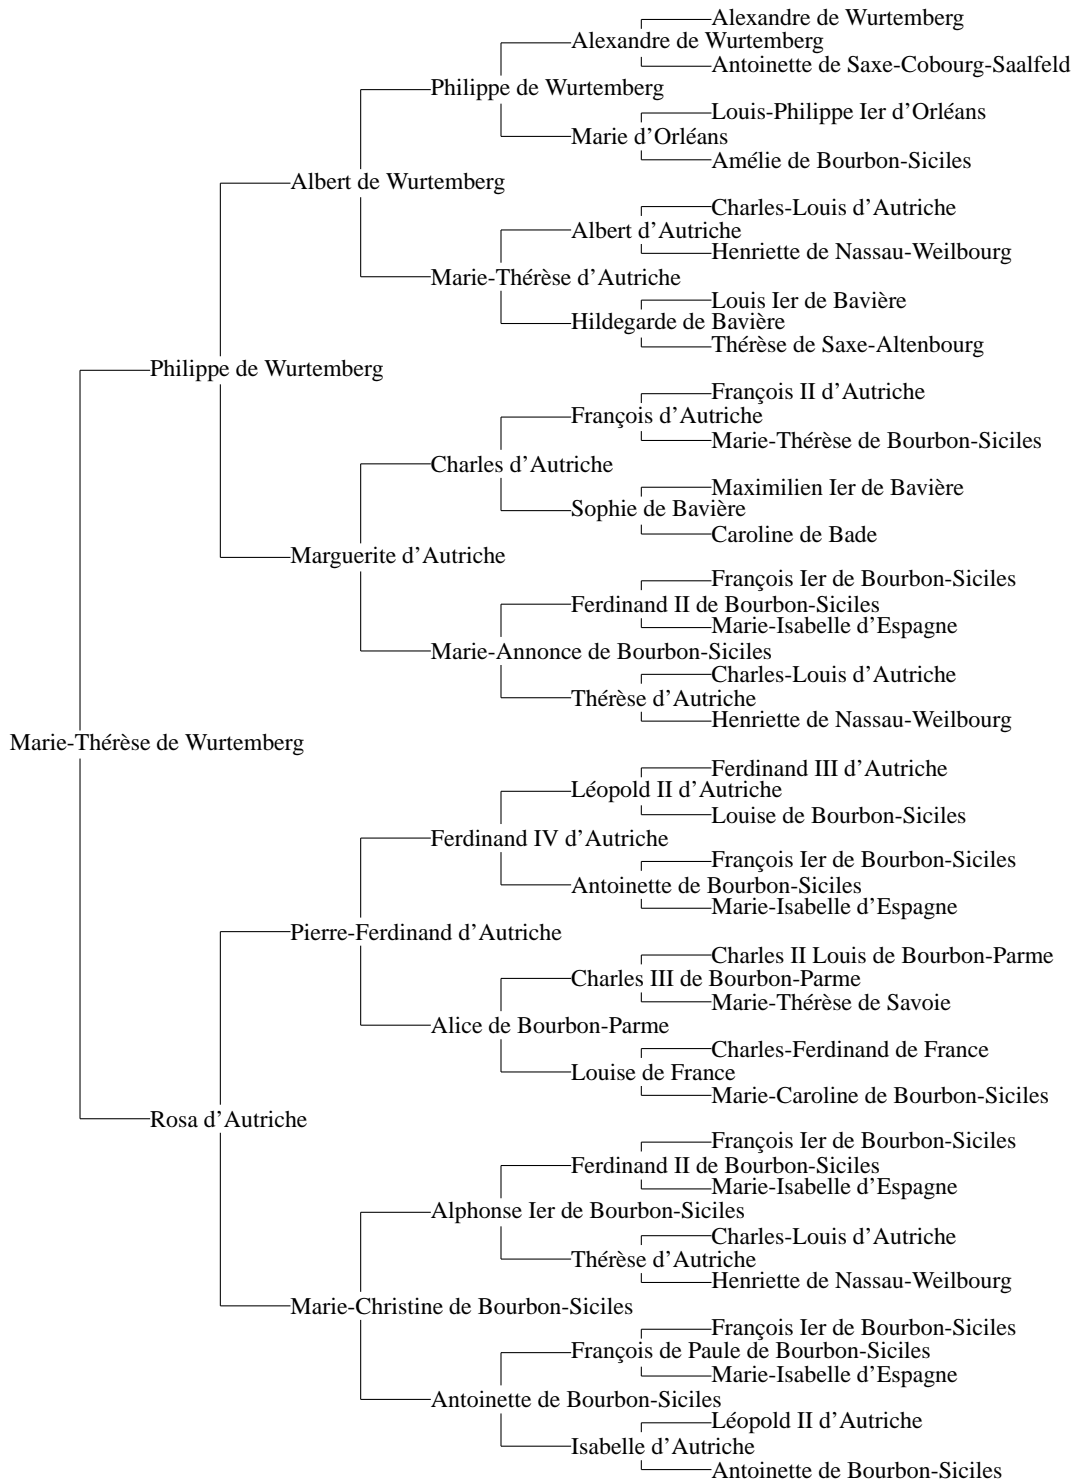 Alexandre de Wurtemberg
Alexandre de Wurtemberg
Antoinette de Saxe-Cobourg-Saalfeld
Philippe de Wurtemberg
Louis-Philippe Ier d'Orléans
Marie d'Orléans
Amélie de Bourbon-Siciles
Albert de Wurtemberg
Charles-Louis d'Autriche
Albert d'Autriche
Henriette de Nassau-Weilbourg
Marie-Thérèse d'Autriche
Louis Ier de Bavière
Hildegarde de Bavière
Thérèse de Saxe-Altenbourg
Philippe de Wurtemberg
François II d'Autriche
François d'Autriche
Marie-Thérèse de Bourbon-Siciles
Charles d'Autriche
Maximilien Ier de Bavière
Sophie de Bavière
Caroline de Bade
Marguerite d'Autriche
François Ier de Bourbon-Siciles
Ferdinand II de Bourbon-Siciles
Marie-Isabelle d'Espagne
Marie-Annonce de Bourbon-Siciles
Charles-Louis d'Autriche
Thérèse d'Autriche
Henriette de Nassau-Weilbourg
Marie-Thérèse de Wurtemberg
Ferdinand III d'Autriche
Léopold II d'Autriche
Louise de Bourbon-Siciles
Ferdinand IV d'Autriche
François Ier de Bourbon-Siciles
Antoinette de Bourbon-Siciles
Marie-Isabelle d'Espagne
Pierre-Ferdinand d'Autriche
Charles II Louis de Bourbon-Parme
Charles III de Bourbon-Parme
Marie-Thérèse de Savoie
Alice de Bourbon-Parme
Charles-Ferdinand de France
Louise de France
Marie-Caroline de Bourbon-Siciles
Rosa d'Autriche
François Ier de Bourbon-Siciles
Ferdinand II de Bourbon-Siciles
Marie-Isabelle d'Espagne
Alphonse Ier de Bourbon-Siciles
Charles-Louis d'Autriche
Thérèse d'Autriche
Henriette de Nassau-Weilbourg
Marie-Christine de Bourbon-Siciles
François Ier de Bourbon-Siciles
François de Paule de Bourbon-Siciles
Marie-Isabelle d'Espagne
Antoinette de Bourbon-Siciles
Léopold II d'Autriche
Isabelle d'Autriche
Antoinette de Bourbon-Siciles